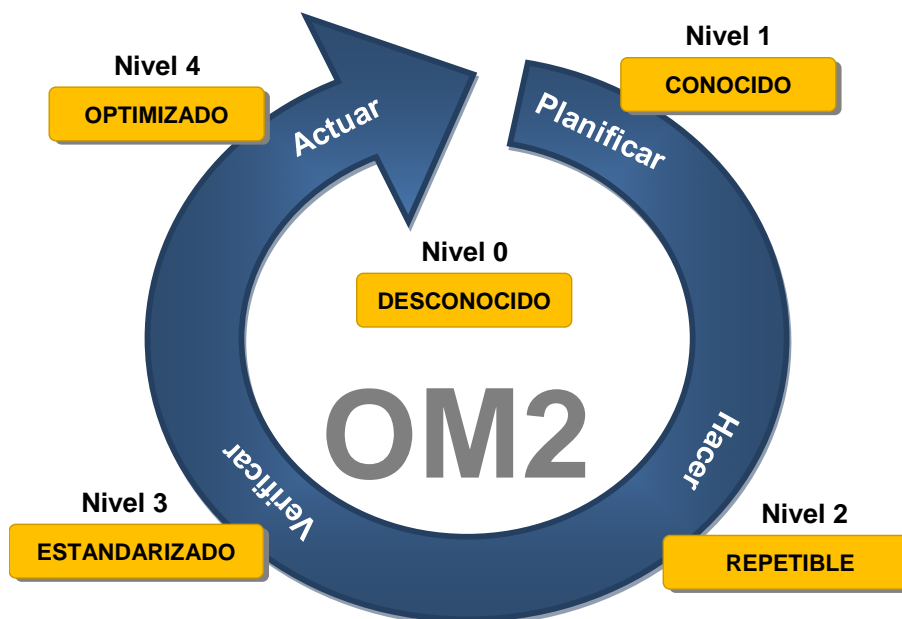 Nivel 1
CONOCIDO
Planificar
Nivel 4
OPTIMIZADO
Actuar
Nivel 0
DESCONOCIDO
OM2
Hacer
Nivel 2
REPETIBLE
Verififcar
Nivel 3
ESTANDARIZADO